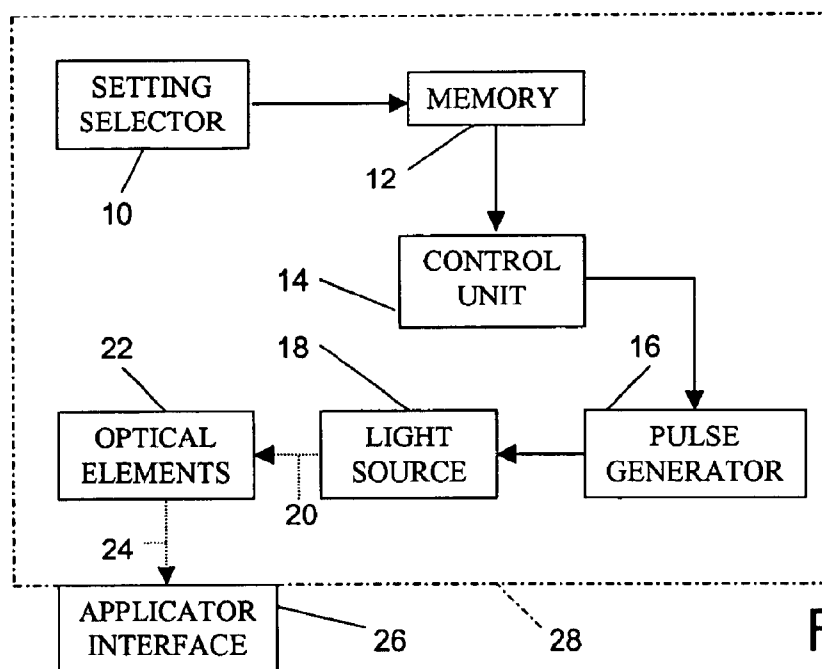 SETTING
SELECTOR
MEMORY
10
12
CONTROL
UNIT
14
22
18
16
OPTICAL
ELEMENTS
LIGHT
SOURCE
PULSE
GENERATOR
20
24
APPLICATOR
INTERFACE
26
28
F